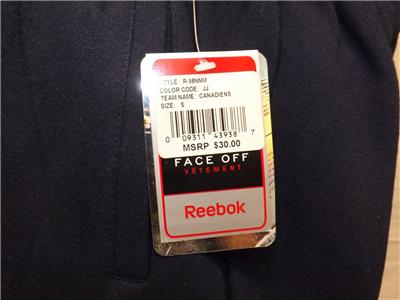 STYLE: R-58NNM
COLOR CODE: JJ
TEAM NAME: CANADIENS
SIZE: S
0 09311 43938 7
MSRP $30.00
FACE OFF
VÊTEMENT
Reebok